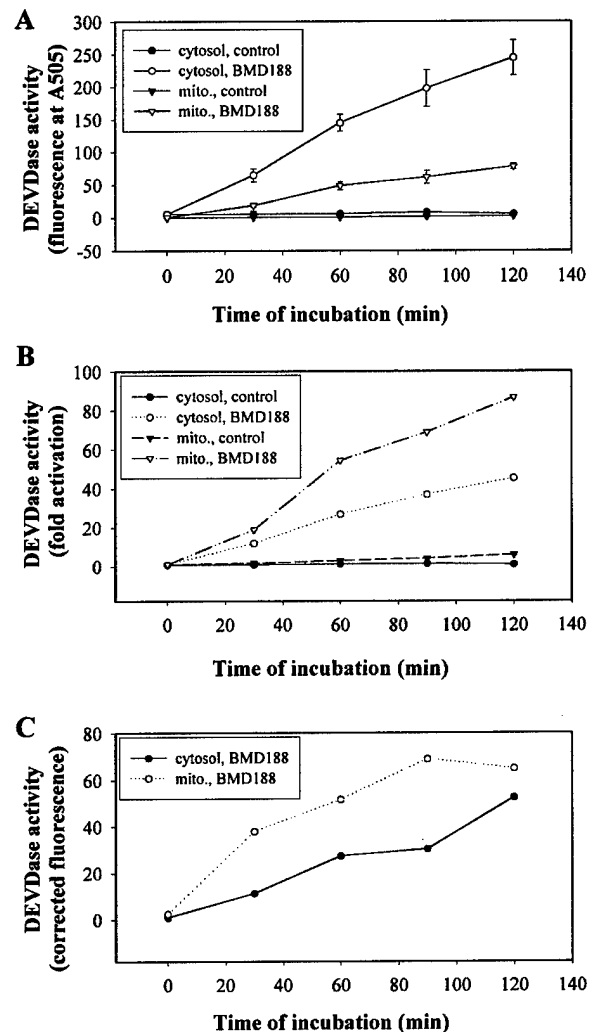 A
DEVDase activity
(fluorescence at A505)
300
250
200
150
100
50
0
-50
cytosol, control
cytosol, BMD188
mito., control
mito., BMD188
0 20 40 60 80 100 120 140
Time of incubation (min)
B
DEVDase activity
(fold activation)
100
80
60
40
20
0
cytosol, control
cytosol, BMD188
mito., control
mito., BMD188
0 20 40 60 80 100 120 140
Time of incubation (min)
C
DEVDase activity
(corrected fluorescence)
80
60
40
20
0
cytosol, BMD188
mito., BMD188
0 20 40 60 80 100 120 140
Time of incubation (min)